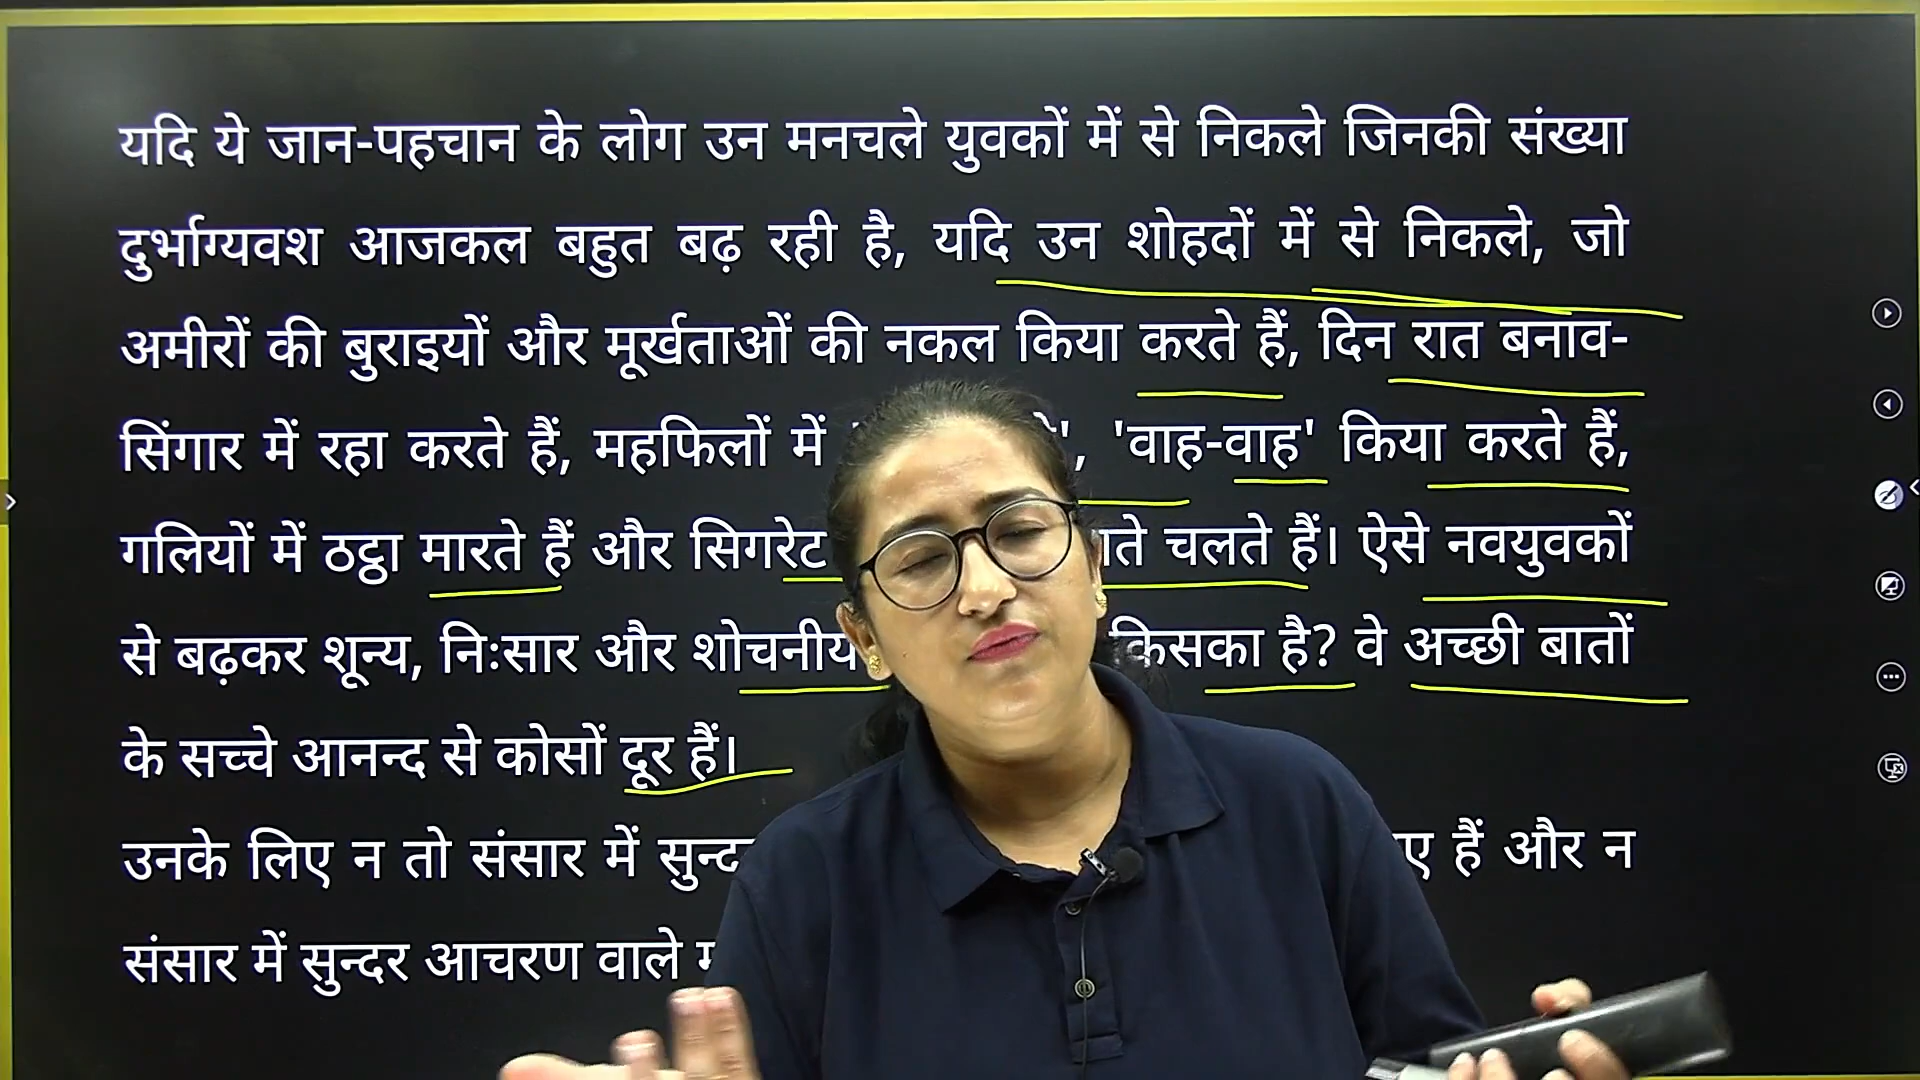 यदि ये जान-पहचान के लोग उन मनचले युवकों में से निकले जिनकी संख्या
दुर्भाग्यवश आजकल बहुत बढ़ रही है, यदि उन शोहदों में से निकले, जो
अमीरों की बुराइयों और मूर्खताओं की नकल किया करते हैं, दिन रात बनाव-
सिंगार में रहा करते हैं, महफिलों में 'वाह-वाह' किया करते हैं,
गलियों में ठट्ठा मारते हैं और सिगरेट चलते हैं। ऐसे नवयुवकों
से बढ़कर शून्य, निःसार और शोचनीय किसका है? वे अच्छी बातों
के सच्चे आनन्द से कोसों दूर हैं।
उनके लिए न तो संसार में हैं और न
संसार में सुन्दर आचरण वाले